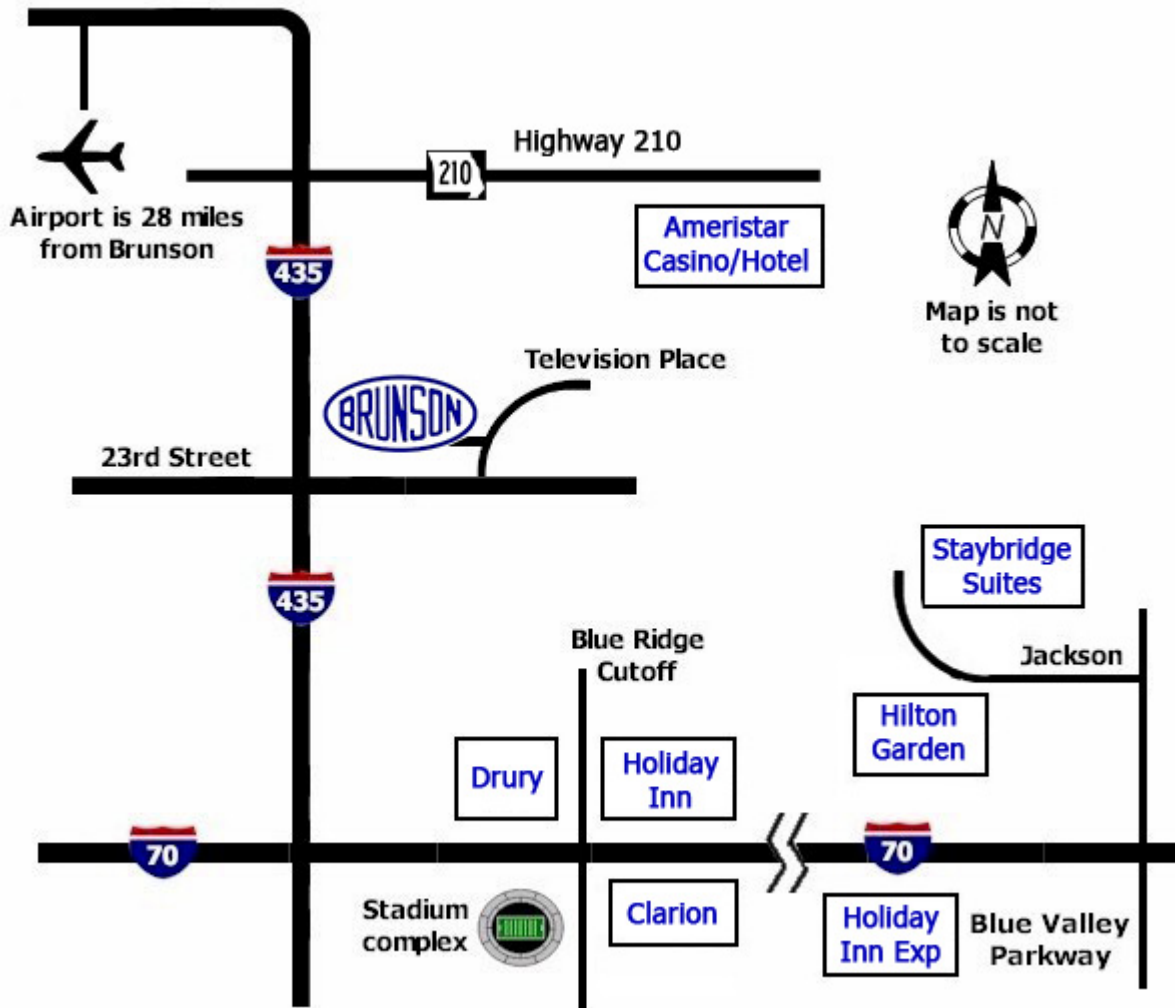 Highway 210
210
Airport is 28 miles
from Brunson
Ameristar
Casino/Hotel
N
435
Map is not
to scale
Television Place
BRUNSON
23rd Street
Staybridge
Suites
435
Blue Ridge
Cutoff
Jackson
Hilton
Garden
Drury
Holiday
Inn
70
70
Stadium
complex
Clarion
Holiday
Inn Exp
Blue Valley
Parkway